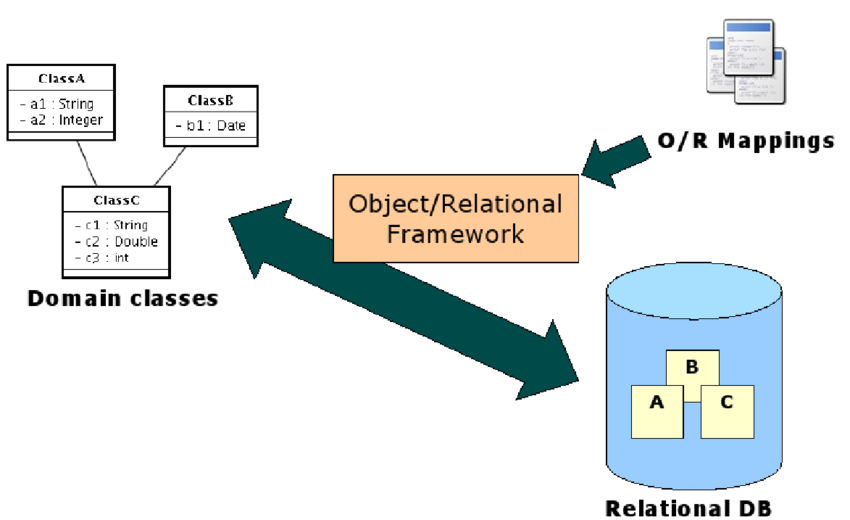 ClassA
- a1 : String
- a2 : Integer
ClassB
- b1 : Date
ClassC
- c1 : String
- c2 : Double
- c3 : int
Domain classes
O/R Mappings
Object/Relational
Framework
B
A C
Relational DB